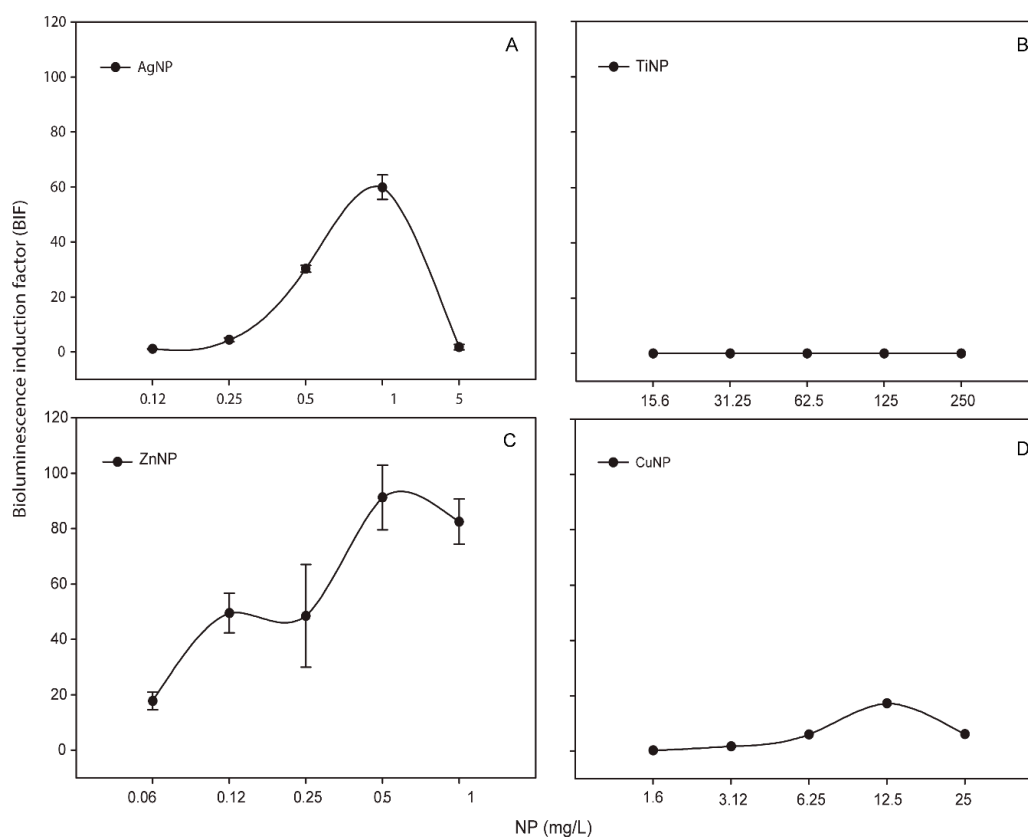 Bioluminescence induction factor (BIF)
A
AgNP
120
100
80
60
40
20
0
0.12 0.25 0.5 1 5
B
TiNP
15.6 31.25 62.5 125 250
C
ZnNP
120
100
80
60
40
20
0
0.06 0.12 0.25 0.5 1
D
CuNP
1.6 3.12 6.25 12.5 25
NP (mg/L)